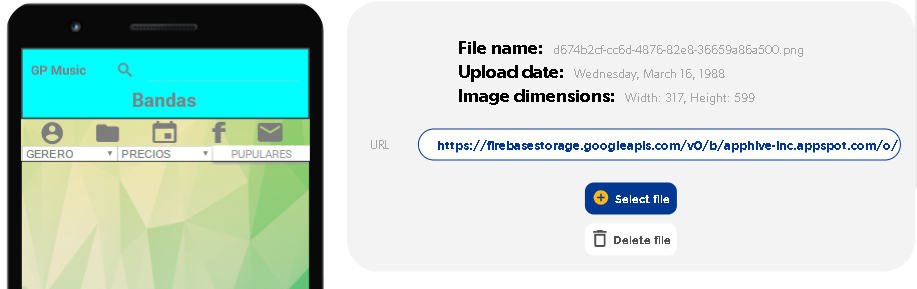 GP Music
Bandas
f
GERERO
PRECIOS
PUPULARES
File name: d674b2cf-cc6d-4876-82e8-36659a86a500.png
Upload date: Wednesday, March 16, 1988
Image dimensions: Width: 317, Height: 599
URL
https://firebasestorage.googleapis.com/v0/b/apphive-inc.appspot.com/o/
Select file
Delete file